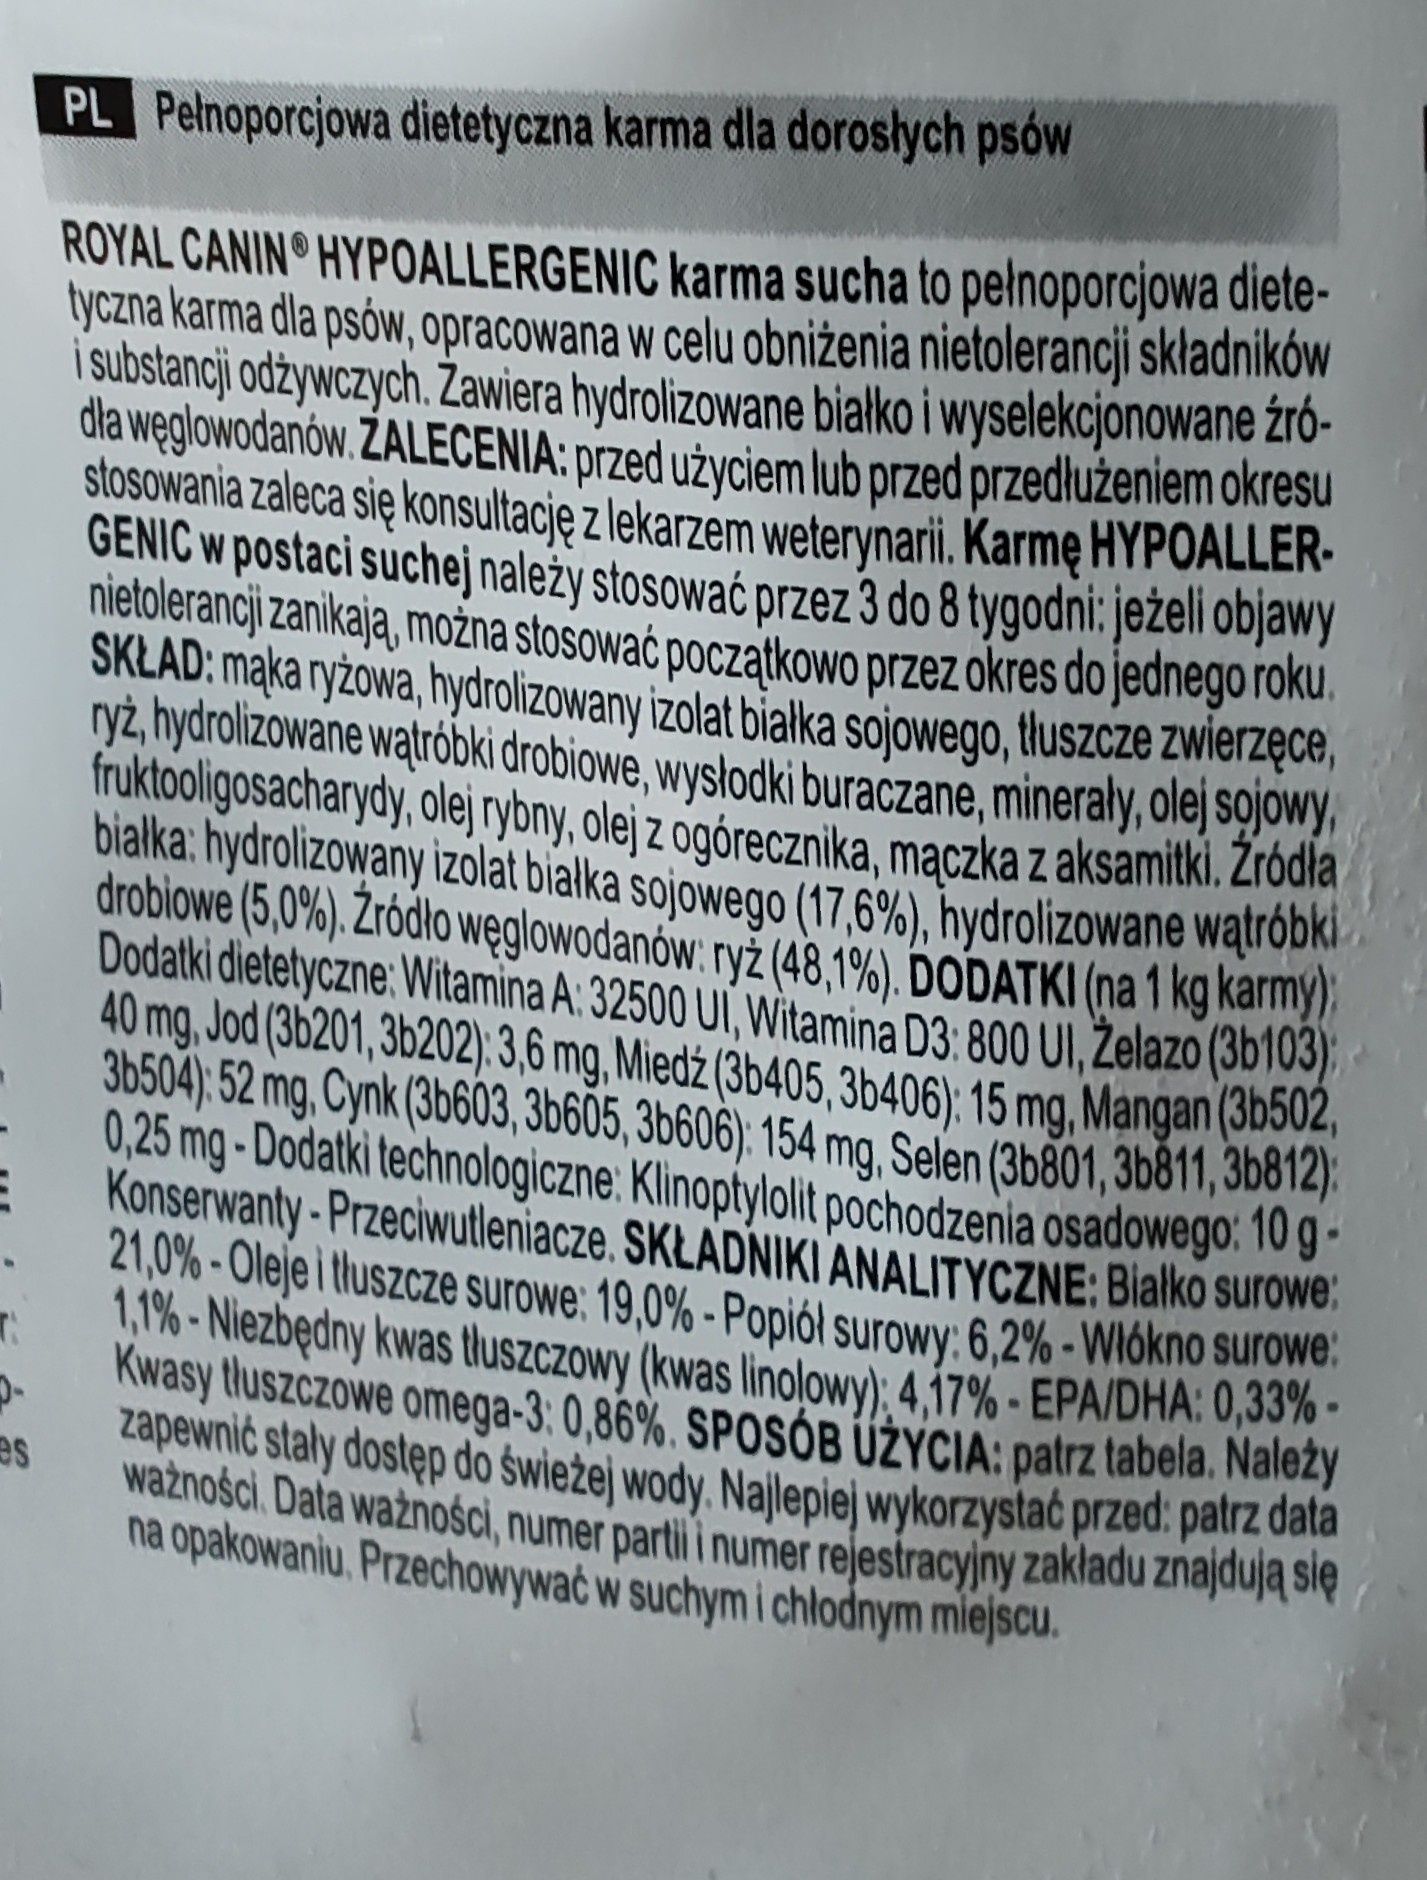 PL Pełnoporcjowa dietetyczna karma dla dorosłych psów
ROYAL CANIN® HYPOALLERGENIC karma sucha to pełnoporcjowa diete-
tyczna karma dla psów, opracowana w celu obniżenia nietolerancji składników
i substancji odżywczych. Zawiera hydrolizowane białko i wyselekcjonowane źró-
dła węglowodanów. ZALECENIA: przed użyciem lub przed przedłużeniem okresu
stosowania zaleca się konsultację z lekarzem weterynarii. Karmę HYPOALLER-
GENIC w postaci suchej należy stosować przez 3 do 8 tygodni: jeżeli objawy
nietolerancji zanikają, można stosować początkowo przez okres do jednego roku.
SKŁAD: mąka ryżowa, hydrolizowany izolat białka sojowego, tłuszcze zwierzęce,
ryż, hydrolizowane wątróbki drobiowe, wysłodki buraczane, minerały, olej sojowy,
fruktooligosacharydy, olej rybny, olej z ogórecznika, mączka z aksamitki. Źródła
białka: hydrolizowany izolat białka sojowego (17,6%), hydrolizowane wątróbki
drobiowe (5,0%). Źródło węglowodanów: ryż (48,1%). DODATKI (na 1 kg karmy):
Dodatki dietetyczne: Witamina A: 32500 UI, Witamina D3: 800 UI, Żelazo (3b103):
40 mg, Jod (3b201, 3b202): 3,6 mg, Miedź (3b405, 3b406): 15 mg, Mangan (3b502,
3b504): 52 mg, Cynk (3b603, 3b605, 3b606): 154 mg, Selen (3b801, 3b811, 3b812):
0,25 mg - Dodatki technologiczne: Klinoptylolit pochodzenia osadowego: 10 g -
Konserwanty - Przeciwutleniacze. SKŁADNIKI ANALITYCZNE: Białko surowe:
21,0% - Oleje i tłuszcze surowe: 19,0% - Popiół surowy: 6,2% - Włókno surowe:
1,1% - Niezbędny kwas tłuszczowy (kwas linolowy): 4,17% - EPA/DHA: 0,33% -
Kwasy tłuszczowe omega-3: 0,86%. SPOSÓB UŻYCIA: patrz tabela. Należy
zapewnić stały dostęp do świeżej wody. Najlepiej wykorzystać przed: patrz data
ważności. Data ważności, numer partii i numer rejestracyjny zakładu znajdują się
na opakowaniu. Przechowywać w suchym i chłodnym miejscu.